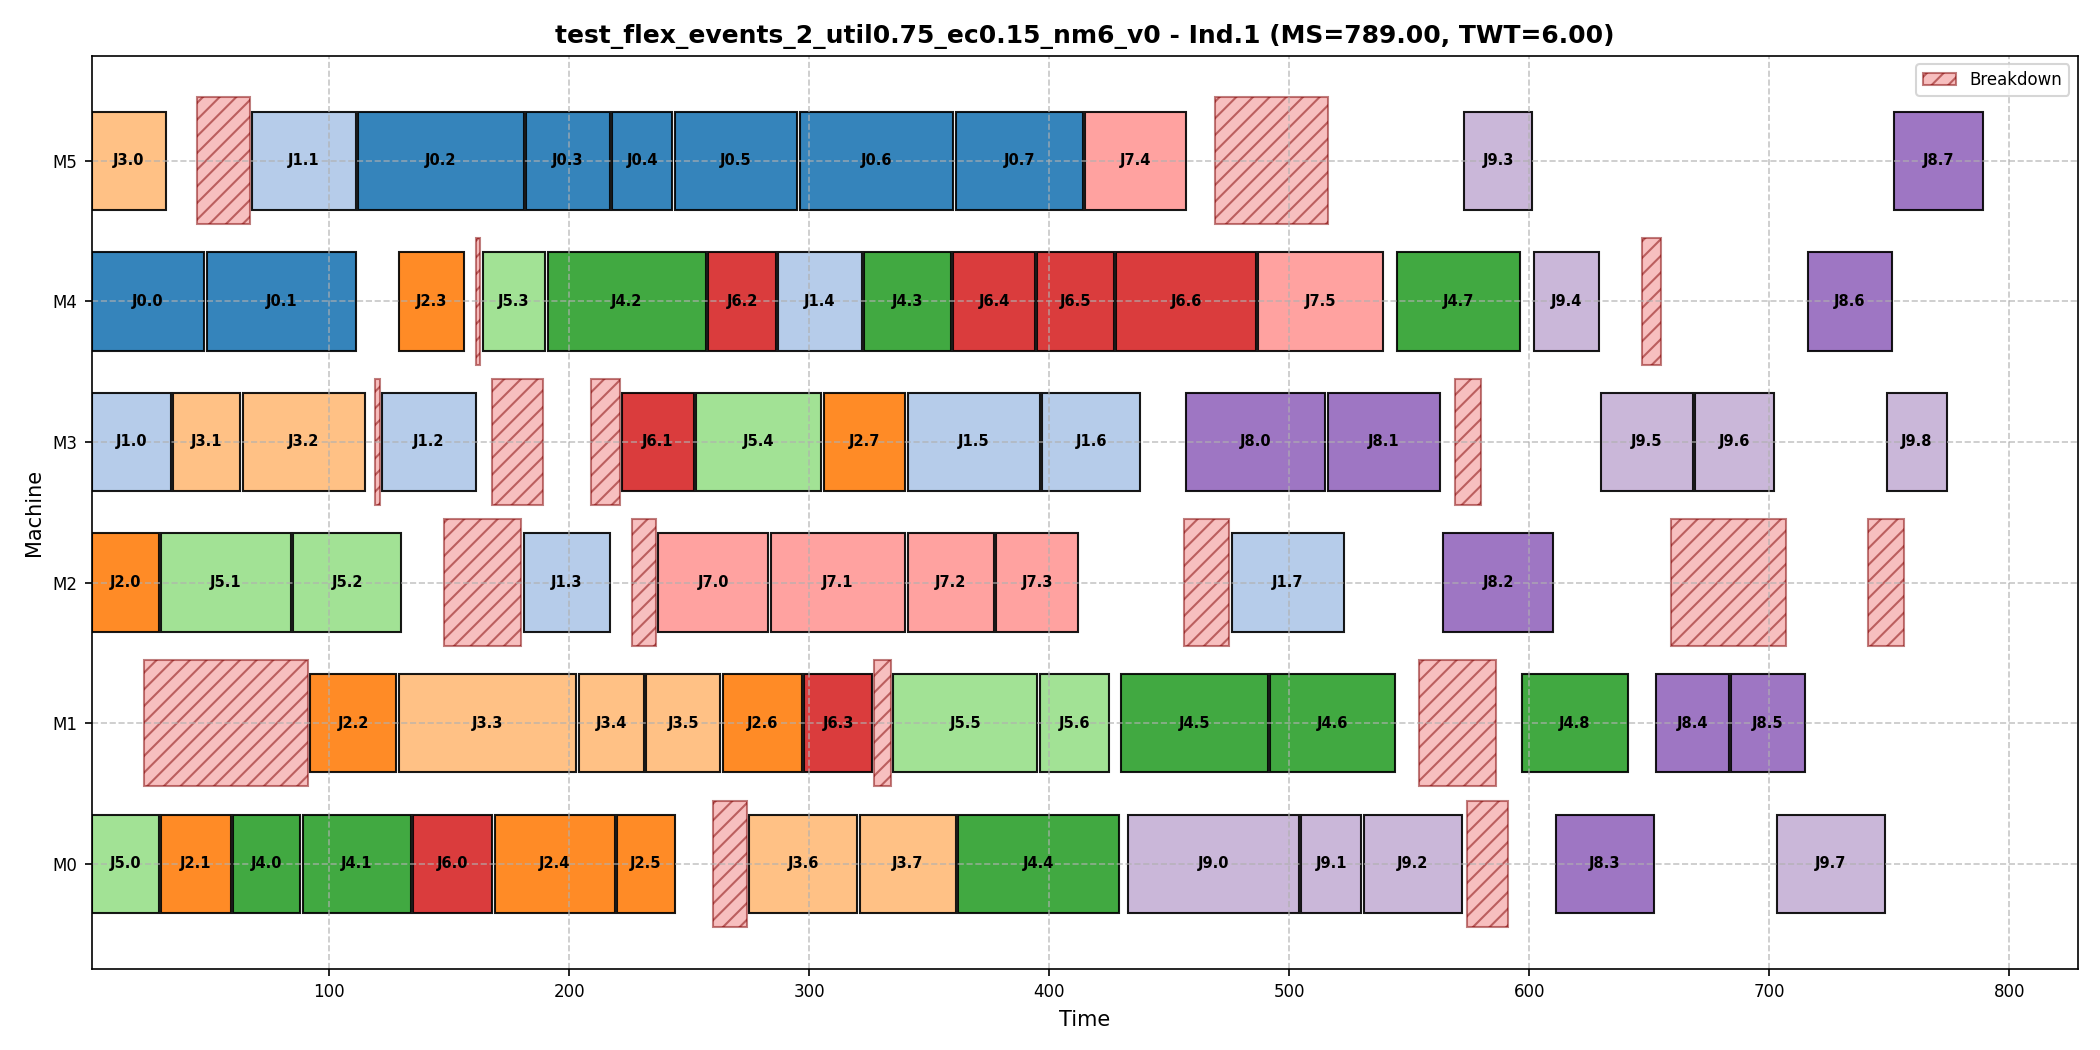 test_flex_events_2_util0.75_ec0.15_nm6_v0 - Ind.1 (MS=789.00, TWT=6.00)
Breakdown
M5
J3.0 J1.1 J0.2 J0.3 J0.4 J0.5 J0.6 J0.7 J7.4 J9.3 J8.7
M4
J0.0 J0.1 J2.3 J5.3 J4.2 J6.2 J1.4 J4.3 J6.4 J6.5 J6.6 J7.5 J4.7 J9.4 J8.6
M3
J1.0 J3.1 J3.2 J1.2 J6.1 J5.4 J2.7 J1.5 J1.6 J8.0 J8.1 J9.5 J9.6 J9.8
M2
J2.0 J5.1 J5.2 J1.3 J7.0 J7.1 J7.2 J7.3 J1.7 J8.2
M1
J2.2 J3.3 J3.4 J3.5 J2.6 J6.3 J5.5 J5.6 J4.5 J4.6 J4.8 J8.4 J8.5
M0
J5.0 J2.1 J4.0 J4.1 J6.0 J2.4 J2.5 J3.6 J3.7 J4.4 J9.0 J9.1 J9.2 J8.3 J9.7
Machine
100 200 300 400 500 600 700 800
Time